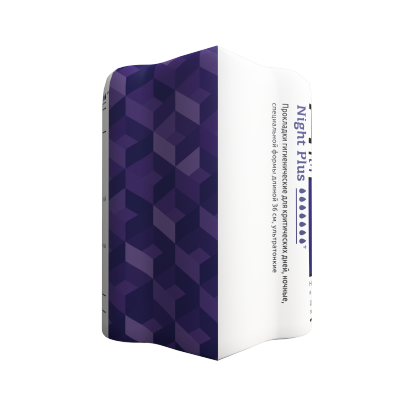 Night Plus
Прокладки гигиенические для критических дней, ночные,
специальной формы длиной 36 см, ультратонкие